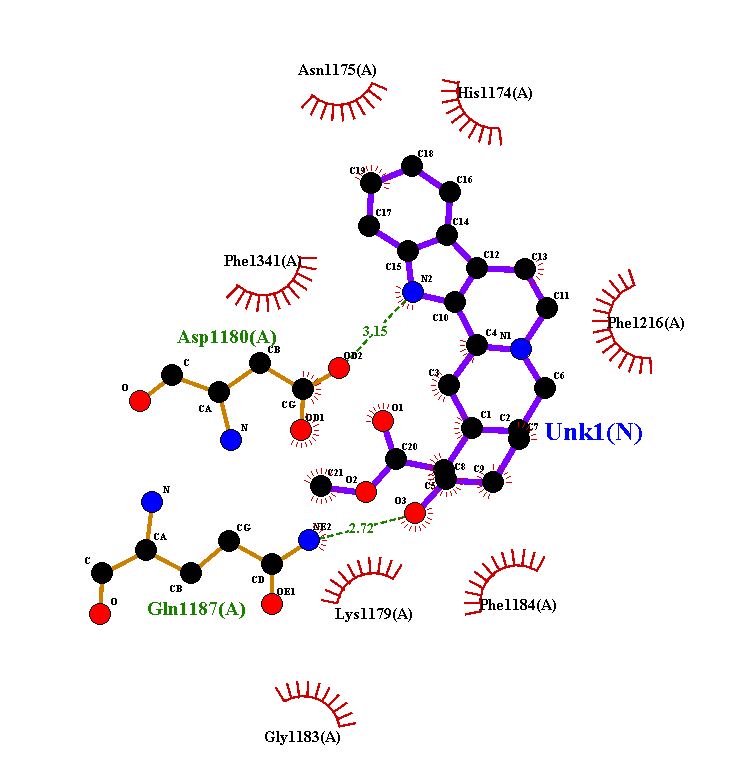 Asn1175(A)
His1174(A)
C18
C19
C16
C17
C14
C15
C12
C13
Phe1341(A)
N2
C10
C11
Phe1216(A)
3.15
C4
N1
Asp1180(A)
OD2
CB
C
C3
C6
O
CA
CG
O1
OD1
C1
C2
C7
Unk1(N)
N
C20
C8
C21
O2
C9
N
O3
NE2
2.72
CG
CA
C
CD
CB
OE1
O
Gln1187(A)
Lys1179(A)
Phe1184(A)
Gly1183(A)